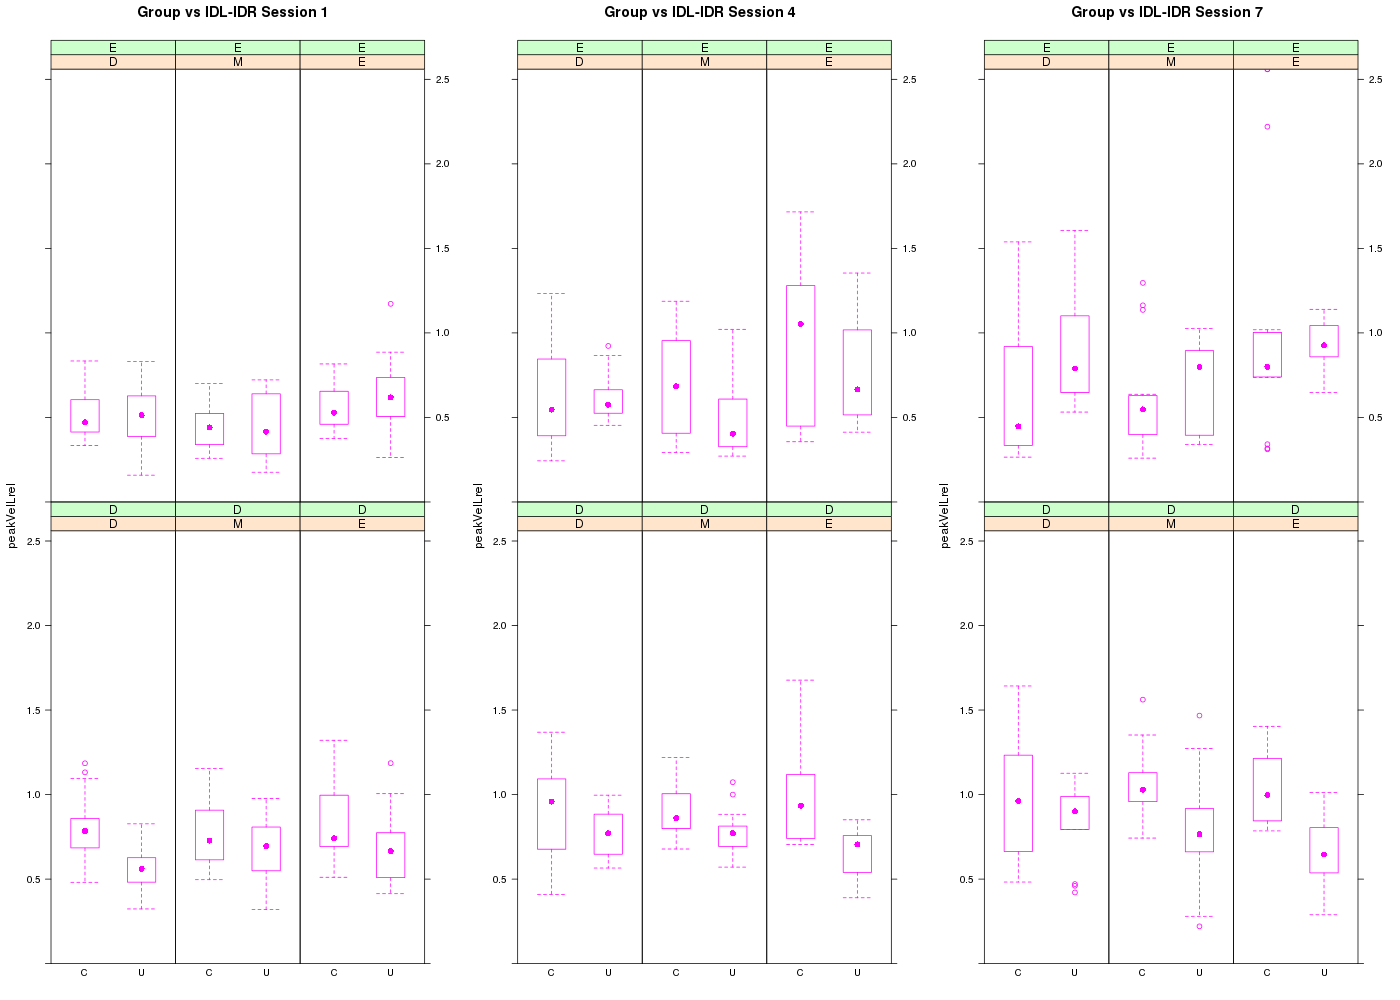 Group vs IDL-IDR Session 1
Group vs IDL-IDR Session 4
Group vs IDL-IDR Session 7
E E E E E E E E E
D M E D M E D M E
2.5 2.5 2.5
2.0 2.0 2.0
1.5 1.5 1.5
1.0 1.0 1.0
0.5 0.5 0.5
peakVelLrel peakVelLrel peakVelLrel
D D D D D D D D D
D M E D M E D M E
2.5 2.5 2.5
2.0 2.0 2.0
1.5 1.5 1.5
1.0 1.0 1.0
0.5 0.5 0.5
C U C U C U C U C U C U C U C U C U